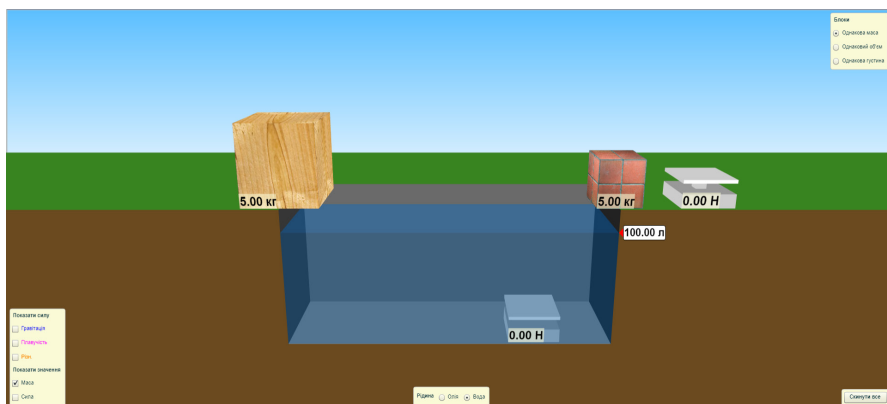 Блоки
Однакова маса
Однаковий об'єм
Однакова густина
5.00 кг
5.00 кг
0.00 Н
100.00 л
0.00 Н
Показати силу
Гравітація
Плавучість
Показати значення
Маса
Сила
Рідина Олія Вода
Скинути все